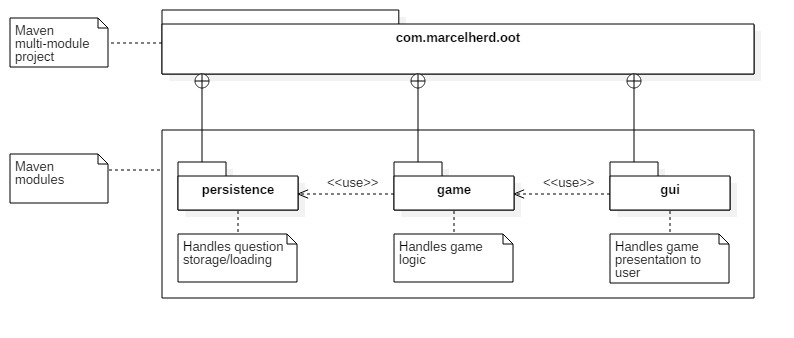 Maven
multi-module
project
com.marcelherd.oot
Maven
modules
persistence
<<use>>
game
<<use>>
gui
Handles question
storage/loading
Handles game
logic
Handles game
presentation to
user